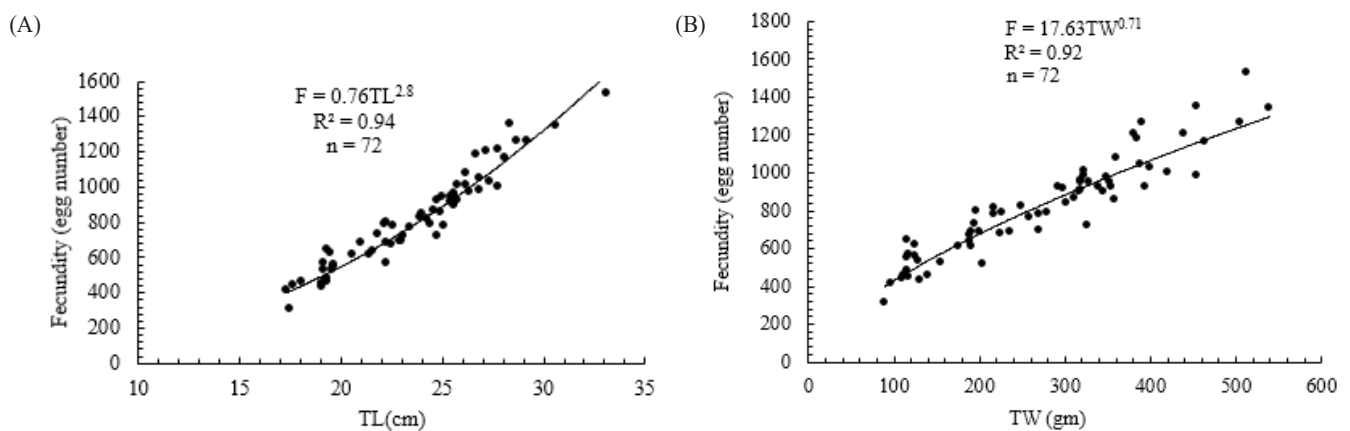 (A)
F = 0.76TL^2.8
R² = 0.94
n = 72
1600
1400
1200
1000
800
600
400
200
0
Fecundity (egg number)
10 15 20 25 30 35
TL(cm)
(B)
F = 17.63TW^0.71
R² = 0.92
n = 72
1800
1600
1400
1200
1000
800
600
400
200
0
Fecundity (egg number)
0 100 200 300 400 500 600
TW (gm)